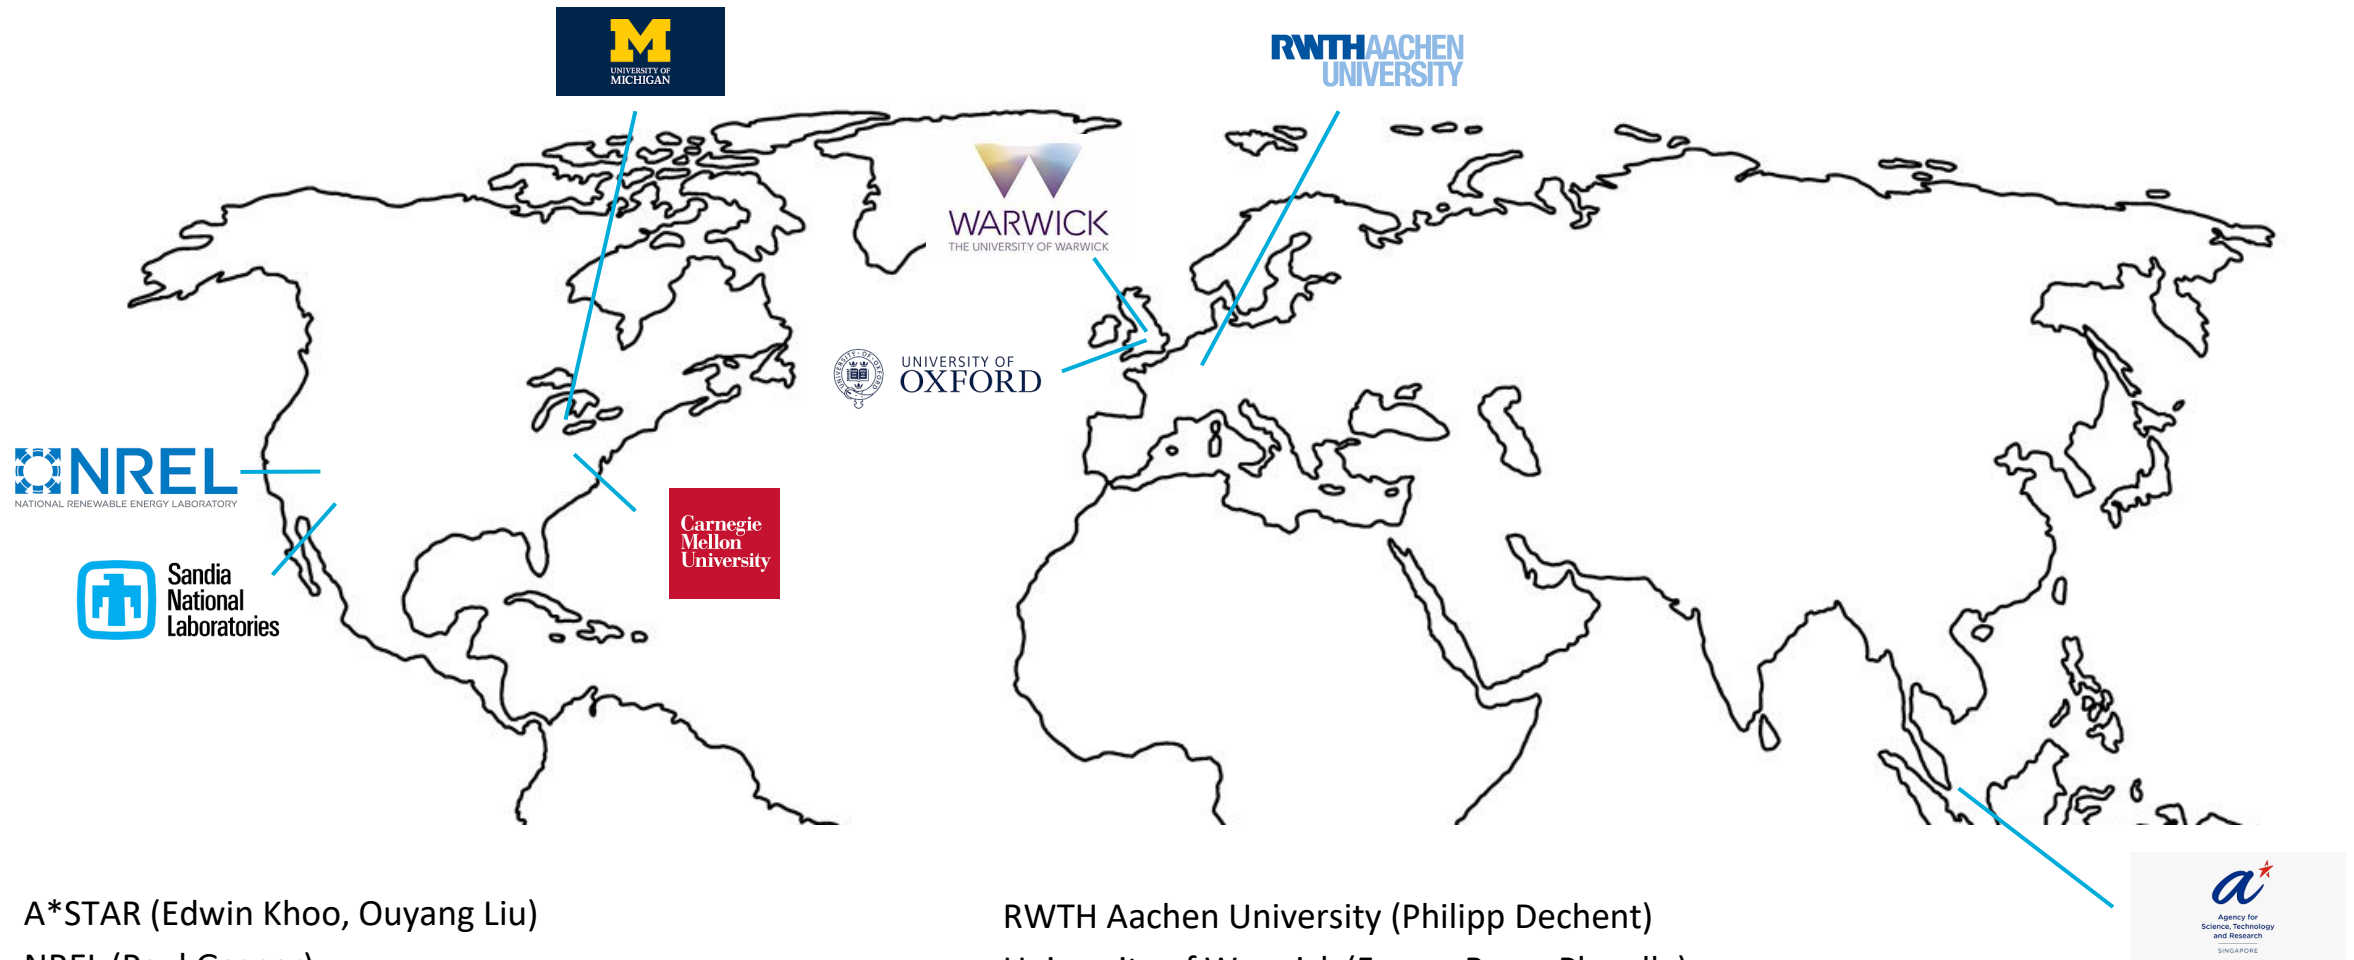 M
UNIVERSITY OF
MICHIGAN
RWTHAACHEN
UNIVERSITY
WARWICK
THE UNIVERSITY OF WARWICK
UNIVERSITY OF
OXFORD
NREL
NATIONAL RENEWABLE ENERGY LABORATORY
Carnegie
Mellon
University
Sandia
National
Laboratories
a
Agency for
Science, Technology
and Research
SINGAPORE
A*STAR (Edwin Khoo, Ouyang Liu)
RWTH Aachen University (Philipp Dechent)